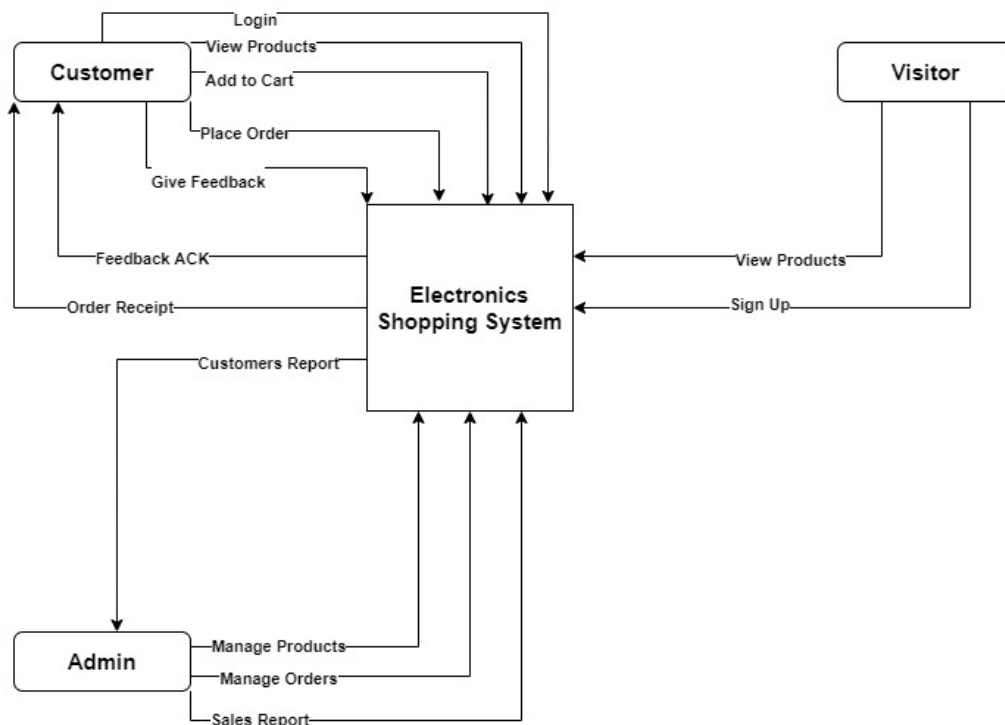 Login
View Products
Customer
Visitor
Add to Cart
Place Order
Give Feedback
Feedback ACK
View Products
Electronics
Shopping System
Order Receipt
Sign Up
Customers Report
Manage Products
Admin
Manage Orders
Sales Report